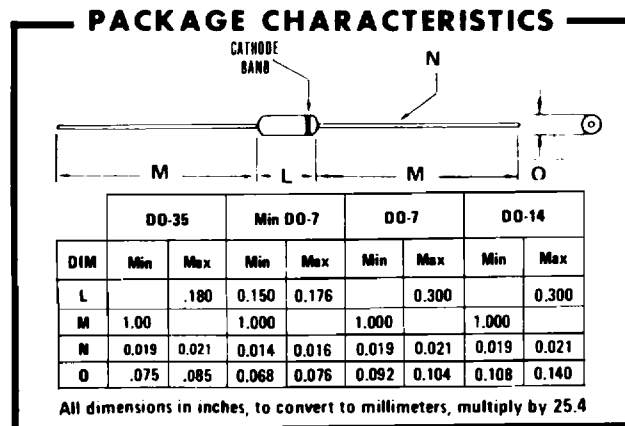 PACKAGE CHARACTERISTICS
CATHODE
BAND
N
M L M O
DO-35 Min DO-7 DO-7 DO-14
DIM Min Max Min Max Min Max Min Max
L .180 0.150 0.176 0.300 0.300
M 1.00 1.000 1.000 1.000
N 0.019 0.021 0.014 0.016 0.019 0.021 0.019 0.021
O .075 .085 0.068 0.076 0.092 0.104 0.108 0.140
All dimensions in inches, to convert to millimeters, multiply by 25.4